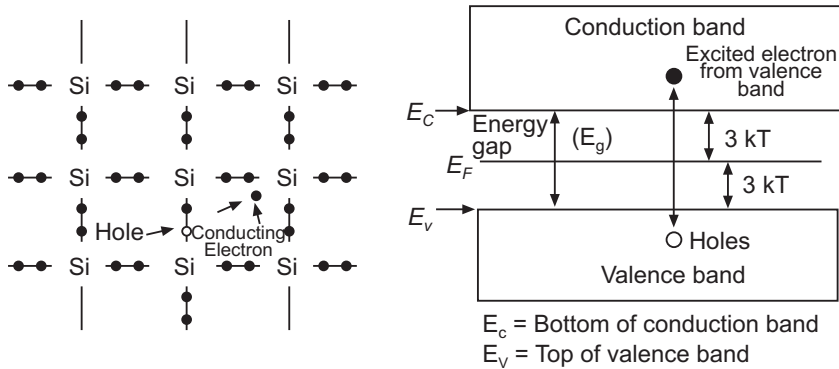 Si Si Si
Si Si Si
Hole
Conducting
Electron
Si Si Si
Conduction band
Excited electron
from valence
band
E_C
Energy
gap
(E_g)
3 kT
E_F
3 kT
E_v
Holes
Valence band
E_c = Bottom of conduction band
E_V = Top of valence band